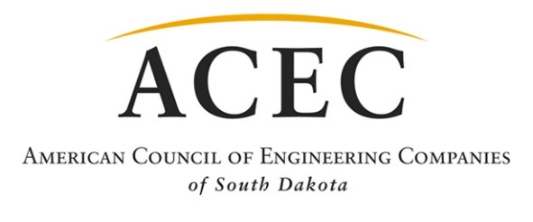 ACEC
AMERICAN COUNCIL OF ENGINEERING COMPANIES
of South Dakota